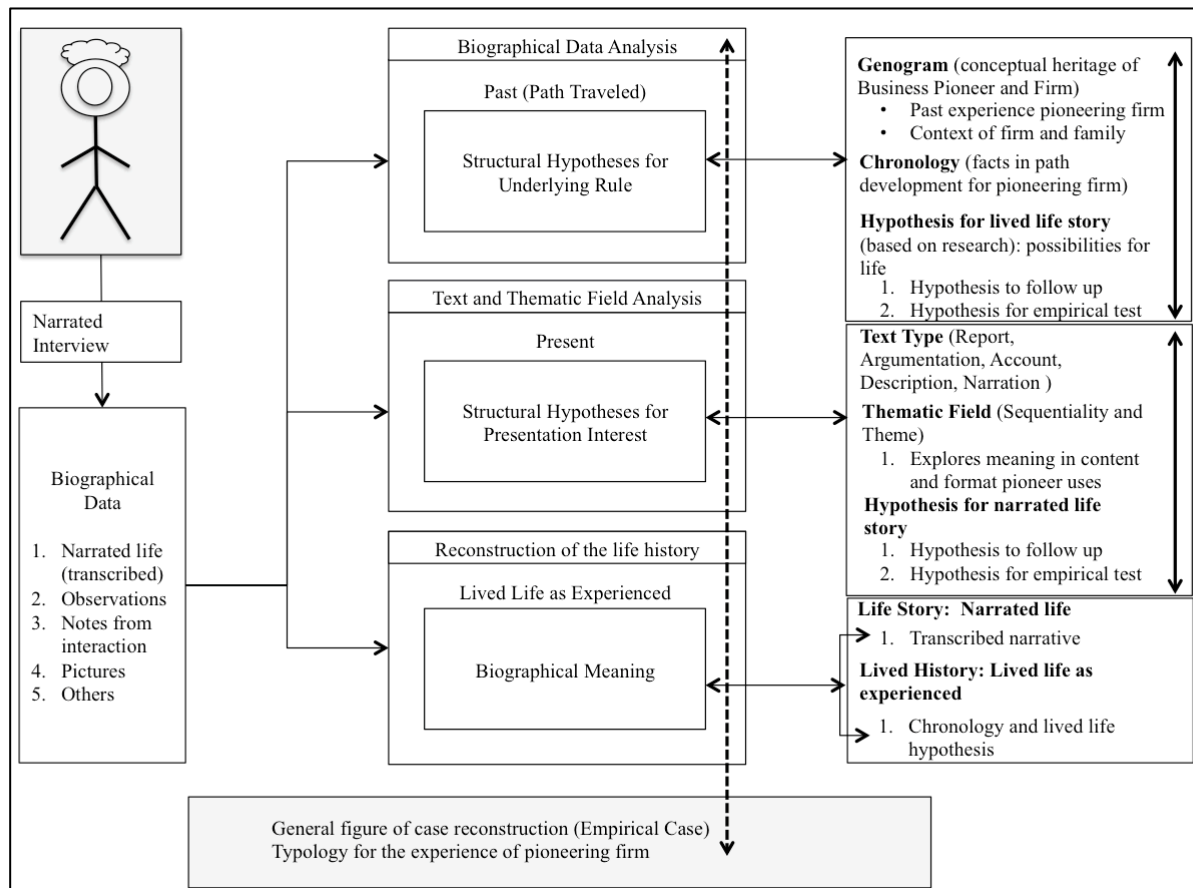 Narrated
Interview
Biographical
Data
1. Narrated life
(transcribed)
2. Observations
3. Notes from
interaction
4. Pictures
5. Others
Biographical Data Analysis
Past (Path Traveled)
Structural Hypotheses for
Underlying Rule
Text and Thematic Field Analysis
Present
Structural Hypotheses for
Presentation Interest
Reconstruction of the life history
Lived Life as Experienced
Biographical Meaning
Genogram (conceptual heritage of
Business Pioneer and Firm)
• Past experience pioneering firm
• Context of firm and family
Chronology (facts in path
development for pioneering firm)
Hypothesis for lived life story
(based on research): possibilities for
life
1. Hypothesis to follow up
2. Hypothesis for empirical test
Text Type (Report,
Argumentation, Account,
Description, Narration )
Thematic Field (Sequentiality and
Theme)
1. Explores meaning in content
and format pioneer uses
Hypothesis for narrated life
story
1. Hypothesis to follow up
2. Hypothesis for empirical test
Life Story: Narrated life
1. Transcribed narrative
Lived History: Lived life as
experienced
1. Chronology and lived life
hypothesis
General figure of case reconstruction (Empirical Case)
Typology for the experience of pioneering firm